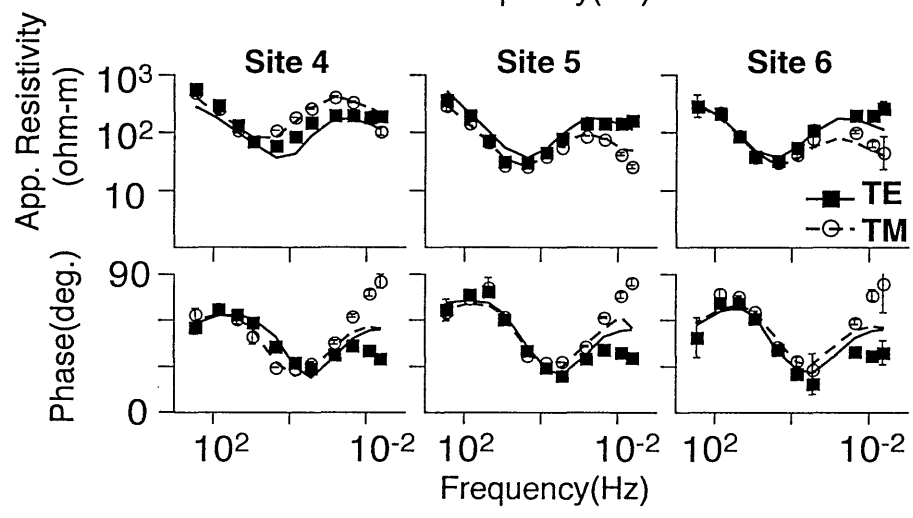 Site 4 Site 5 Site 6
App. Resistivity
(ohm-m)
10³
10²
10
TE
TM
Phase(deg.)
90
0
10² 10⁻² 10² 10⁻² 10² 10⁻²
Frequency(Hz)